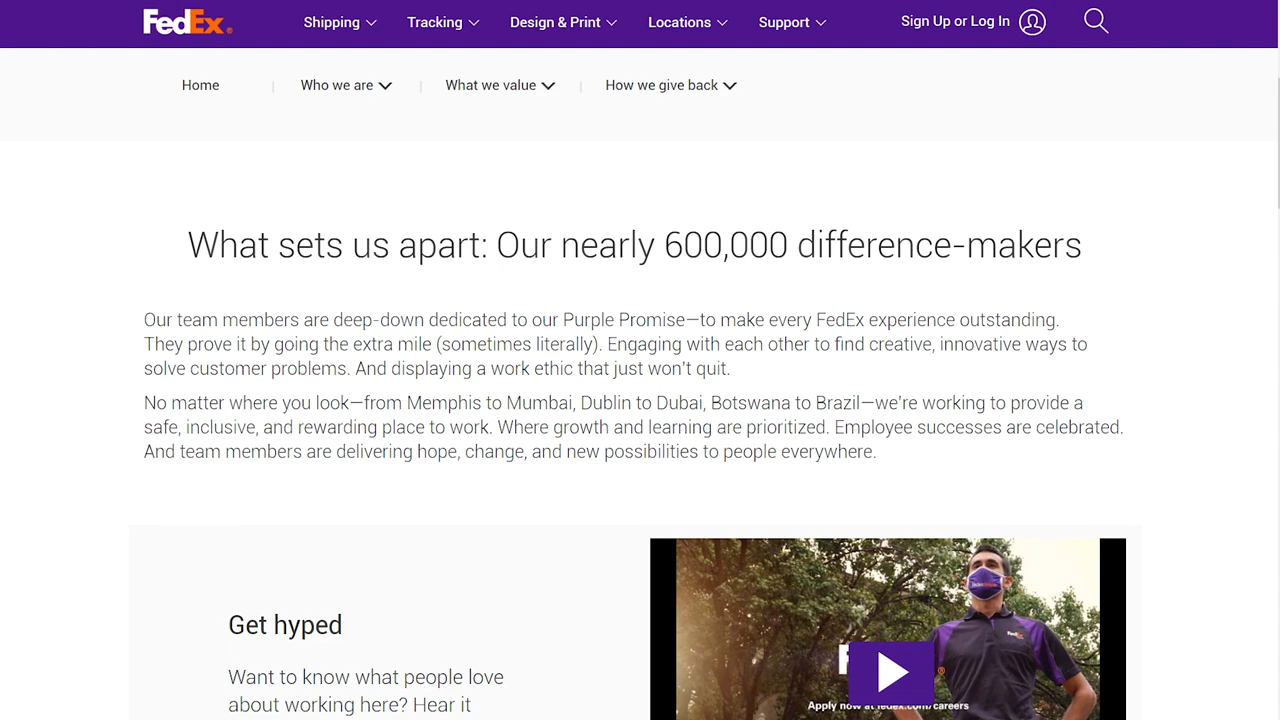 FedEx®
Shipping
Tracking
Design & Print
Locations
Support
Sign Up or Log In
Home
Who we are
What we value
How we give back
What sets us apart: Our nearly 600,000 difference-makers
Our team members are deep-down dedicated to our Purple Promise—to make every FedEx experience outstanding.
They prove it by going the extra mile (sometimes literally). Engaging with each other to find creative, innovative ways to
solve customer problems. And displaying a work ethic that just won't quit.
No matter where you look—from Memphis to Mumbai, Dublin to Dubai, Botswana to Brazil—we're working to provide a
safe, inclusive, and rewarding place to work. Where growth and learning are prioritized. Employee successes are celebrated.
And team members are delivering hope, change, and new possibilities to people everywhere.
Get hyped
Want to know what people love
about working here? Hear it
FedEx
Apply now at fedex.com/careers